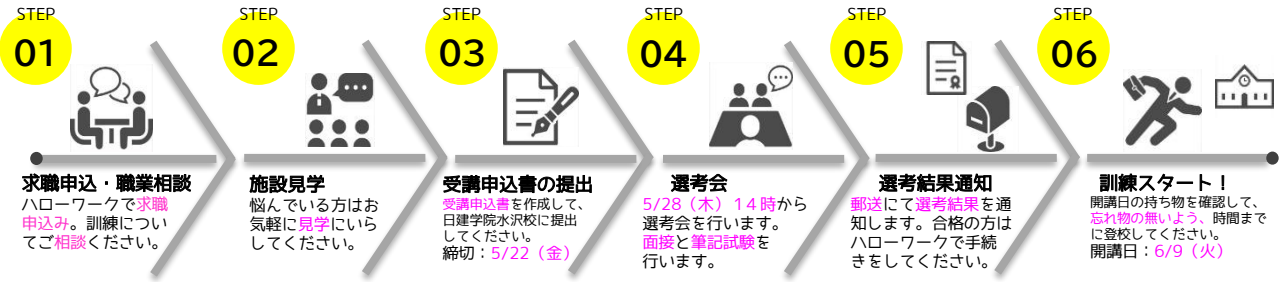 STEP
01
求職申込・職業相談
ハローワークで求職
申込み。訓練につい
てご相談ください。
STEP
02
施設見学
悩んでいる方はお
気軽に見学にいら
してください。
STEP
03
受講申込書の提出
受講申込書を作成して、
日建学院水沢校に提出
してください。
締切：5/22（金）
STEP
04
選考会
5/28（木）１４時から
選考会を行います。
面接と筆記試験を
行います。
STEP
05
選考結果通知
郵送にて選考結果を通
知します。合格の方は
ハローワークで手続
きをしてください。
STEP
06
訓練スタート！
開講日の持ち物を確認して、
忘れ物の無いよう、時間まで
に登校してください。
開講日：6/9（火）